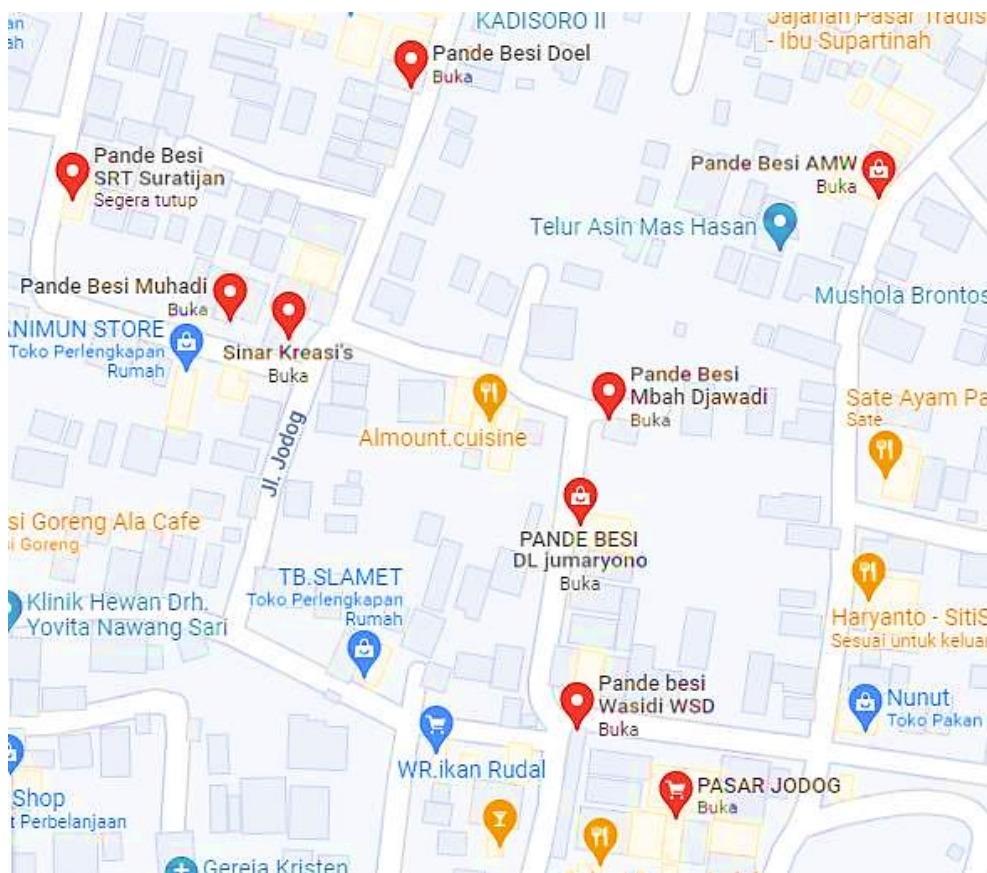 KADISORO II
Jajanan Pasar Tradis
- Ibu Supartinah
an
ah
Pande Besi Doel
Buka
Pande Besi
SRT Suratijan
Segera tutup
Pande Besi AMW
Buka
Telur Asin Mas Hasan
Pande Besi Muhadi
Buka
Mushola Brontos
ANIMUN STORE
Toko Perlengkapan
Rumah
Sinar Kreasi's
Buka
Pande Besi
Mbah Djawadi
Buka
Sate Ayam Pa
Sate
Almount.cuisine
Jl. Jodog
si Goreng Ala Cafe
si Goreng
PANDE BESI
DL jumaryono
Buka
TB.SLAMET
Toko Perlengkapan
Rumah
Klinik Hewan Drh.
Yovita Nawang Sari
Haryanto - SitiS
Sesuai untuk keluar
Pande besi
Wasidi WSD
Buka
Nunut
Toko Pakan
WR.ikan Rudal
PASAR JODOG
Buka
Shop
t Perbelanjaan
Gereja Kristen